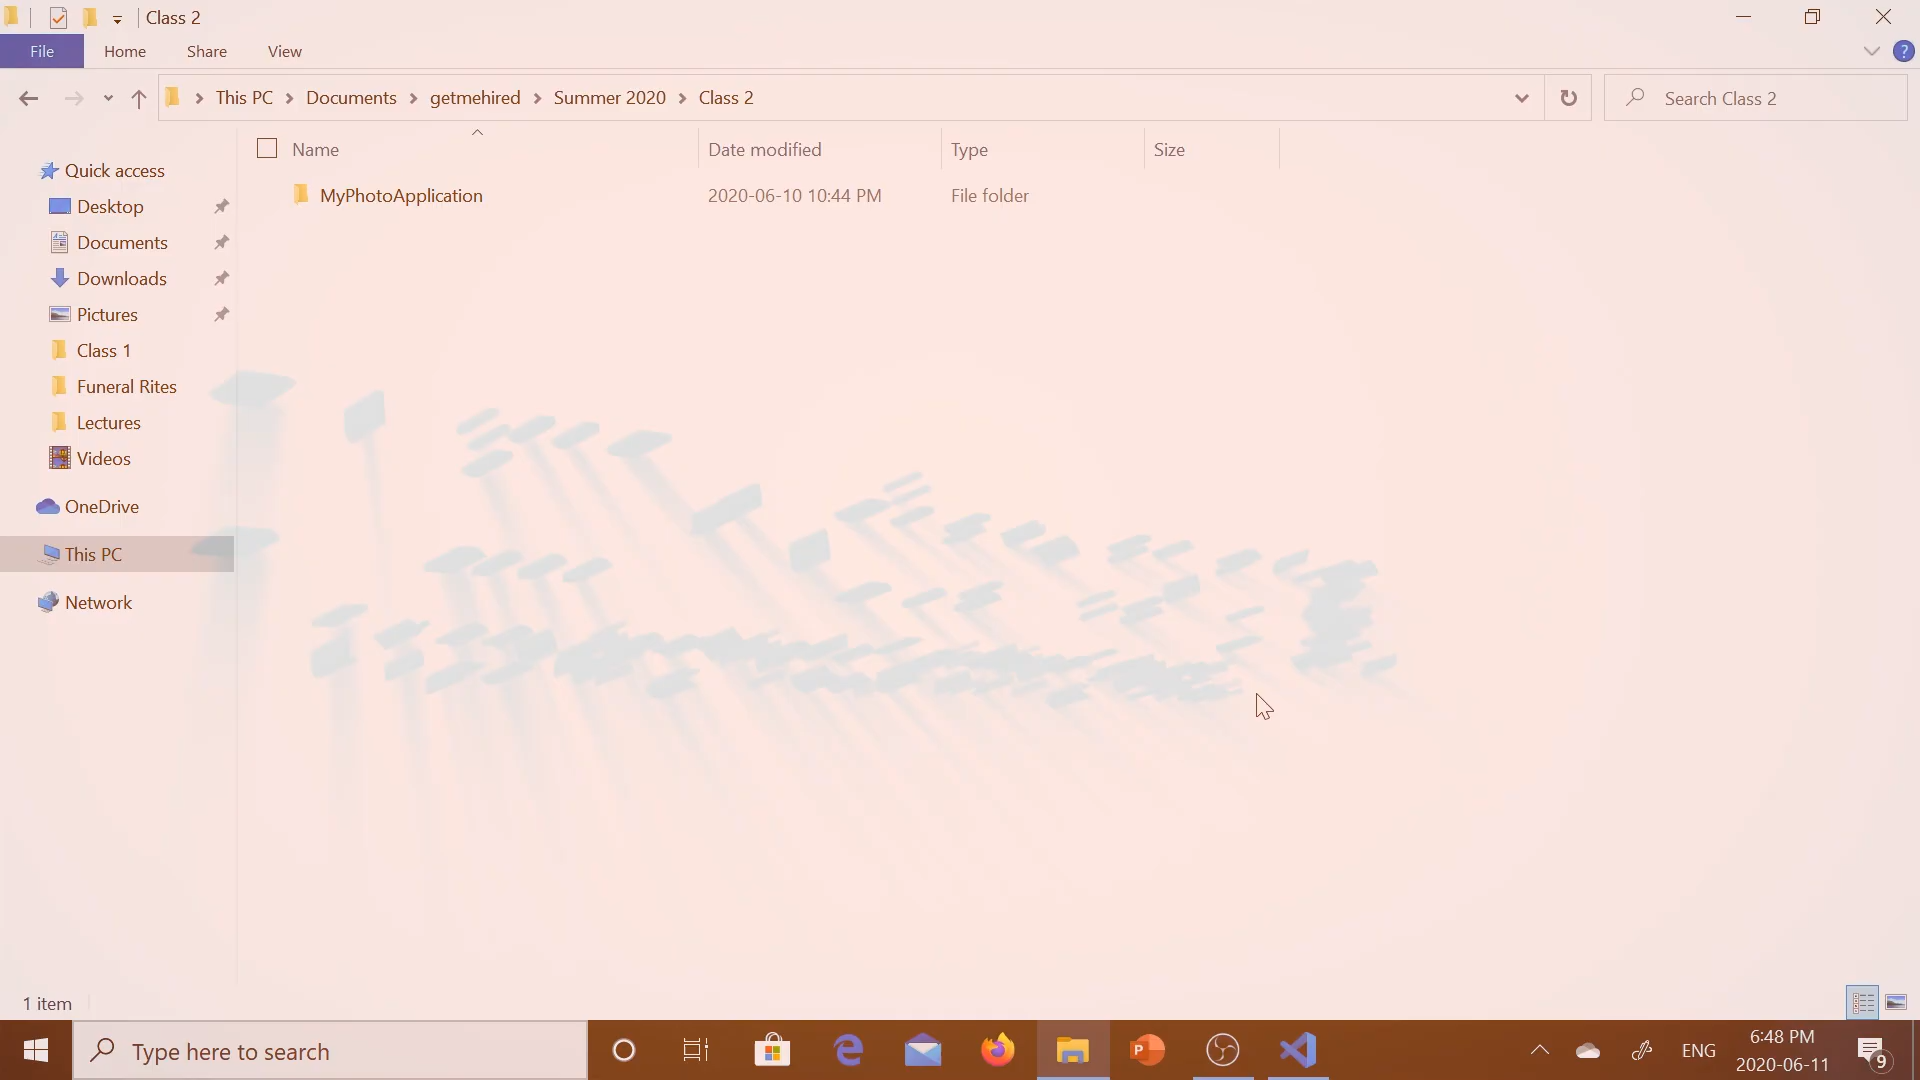 Class 2
File Home Share View
This PC Documents getmehired Summer 2020 Class 2
Search Class 2
Name Date modified Type Size
MyPhotoApplication 2020-06-10 10:44 PM File folder
Quick access
Desktop
Documents
Downloads
Pictures
Class 1
Funeral Rites
Lectures
Videos
OneDrive
This PC
Network
1 item
Type here to search
ENG
6:48 PM
2020-06-11
9